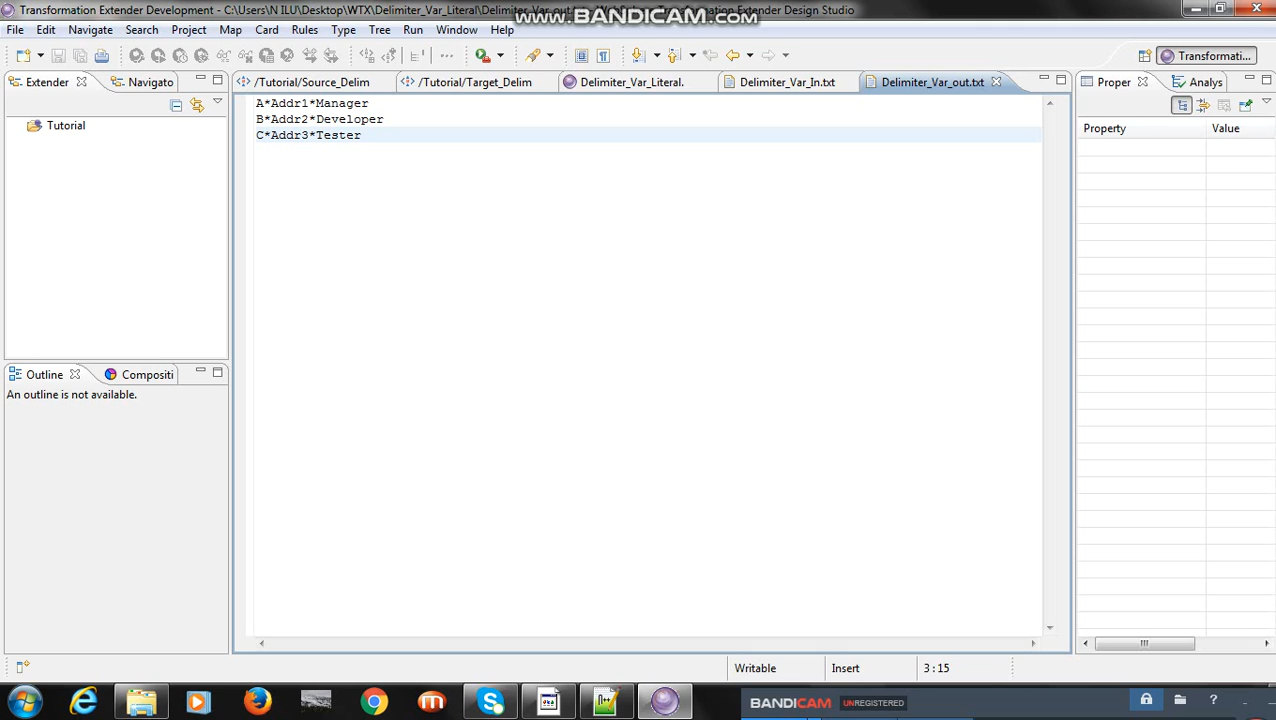 Transformation Extender Development - C:\Users\N ILU\Desktop\WTX\Delimiter_Var_Literal\Delimiter_Var_out.txt - WebSphere Transformation Extender Design Studio
www.BANDICAM.com
File Edit Navigate Search Project Map Card Rules Type Tree Run Window Help
Transformati...
Extender Navigato
/Tutorial/Source_Delim /Tutorial/Target_Delim Delimiter_Var_Literal. Delimiter_Var_In.txt Delimiter_Var_out.txt
Proper Analys
Tutorial
A*Addr1*Manager
B*Addr2*Developer
C*Addr3*Tester
Property Value
Outline Compositi
An outline is not available.
Writable Insert 3 : 15
BANDICAM UNREGISTERED